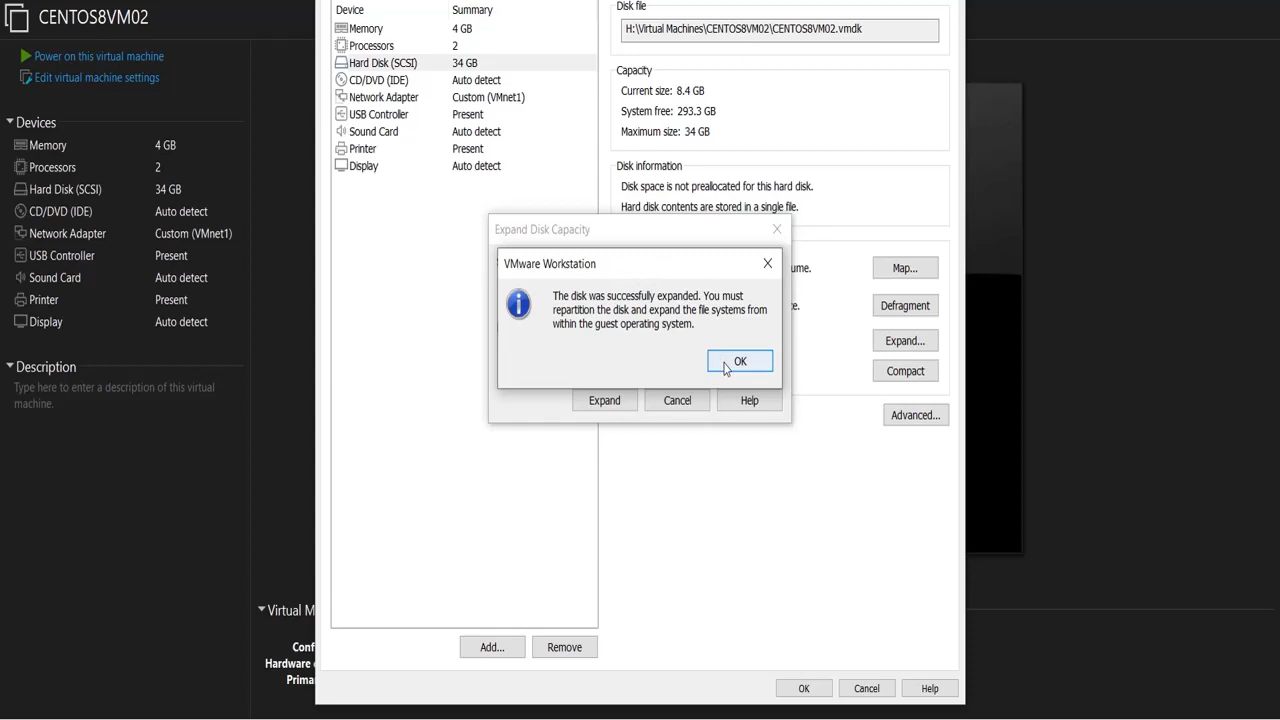 CENTOS8VM02
Power on this virtual machine
Edit virtual machine settings
Devices
Memory 4 GB
Processors 2
Hard Disk (SCSI) 34 GB
CD/DVD (IDE) Auto detect
Network Adapter Custom (VMnet1)
USB Controller Present
Sound Card Auto detect
Printer Present
Display Auto detect
Description
Type here to enter a description of this virtual
machine.
Virtual M
Conf
Hardware
Prima
Device Summary
Memory 4 GB
Processors 2
Hard Disk (SCSI) 34 GB
CD/DVD (IDE) Auto detect
Network Adapter Custom (VMnet1)
USB Controller Present
Sound Card Auto detect
Printer Present
Display Auto detect
Add... Remove
Disk file
H:\Virtual Machines\CENTOS8VM02\CENTOS8VM02.vmdk
Capacity
Current size: 8.4 GB
System free: 293.3 GB
Maximum size: 34 GB
Disk information
Disk space is not preallocated for this hard disk.
Hard disk contents are stored in a single file.
ume. Map...
e. Defragment
Expand...
Compact
Advanced...
Expand Disk Capacity
VMware Workstation
The disk was successfully expanded. You must
repartition the disk and expand the file systems from
within the guest operating system.
OK
Expand Cancel Help
OK Cancel Help